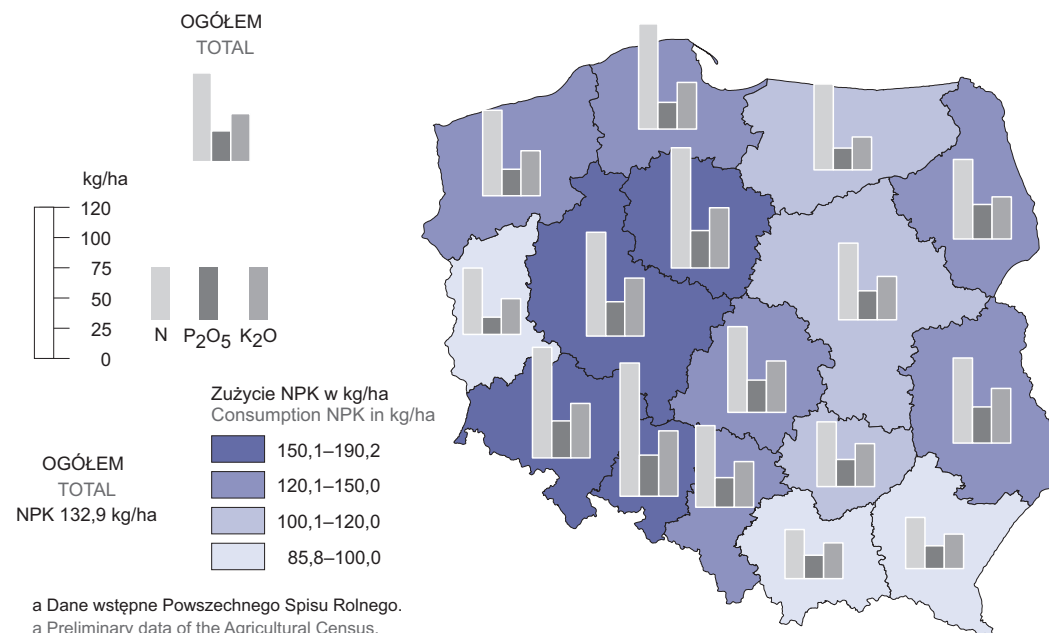 OGÓŁEM
TOTAL
kg/ha
120
100
75
50
25
0
N P2O5 K2O
Zużycie NPK w kg/ha
Consumption NPK in kg/ha
150,1–190,2
120,1–150,0
100,1–120,0
85,8–100,0
OGÓŁEM
TOTAL
NPK 132,9 kg/ha
a Dane wstępne Powszechnego Spisu Rolnego.
a Preliminary data of the Agricultural Census.